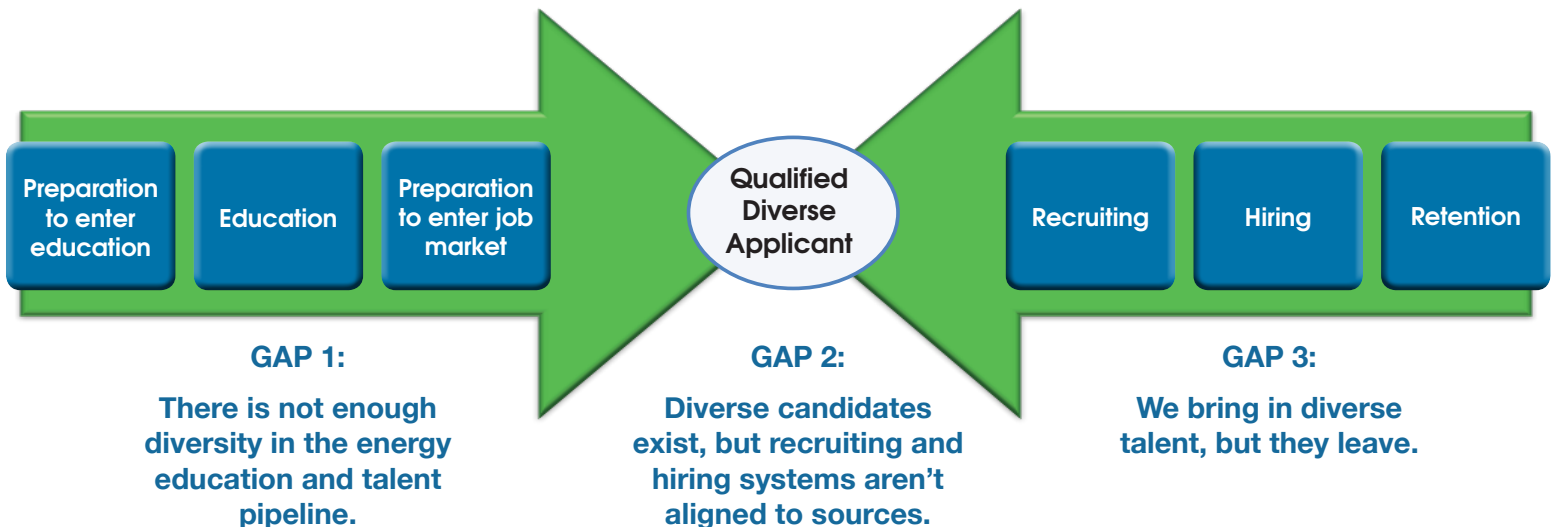 Preparation
to enter
education
Education
Preparation
to enter job
market
Qualified
Diverse
Applicant
Recruiting
Hiring
Retention
GAP 1:
There is not enough
diversity in the energy
education and talent
pipeline.
GAP 2:
Diverse candidates
exist, but recruiting and
hiring systems aren’t
aligned to sources.
GAP 3:
We bring in diverse
talent, but they leave.